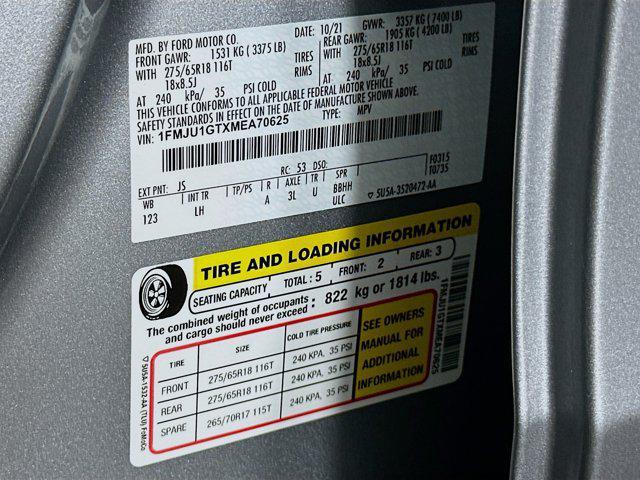 MFD. BY FORD MOTOR CO.
10/21 GVWR: 3357 KG (7400 LB)
FRONT GAWR: 1531 KG (3375 LB) REAR GAWR: 1905 KG (4200 LB)
WITH 275/65R18 116T TIRES WITH 275/65R18 116T TIRES
18x8.5J RIMS 18x8.5J RIMS
AT 240 kPa/ 35 PSI COLD AT 240 kPa/ 35 PSI COLD
THIS VEHICLE CONFORMS TO ALL APPLICABLE FEDERAL MOTOR VEHICLE
SAFETY STANDARDS IN EFFECT ON THE DATE OF MANUFACTURE SHOWN ABOVE.
VIN: 1FMJU1GTXMEA70625 TYPE: MPV
F0315
T0735
EXT PNT: JS RC: 53 DSO:
WB INT TR TP/PS R AXLE TR SPR
123 LH A 3L U BBHH
ULC ▽ 5U5A-3520472-AA
TIRE AND LOADING INFORMATION
SEATING CAPACITY TOTAL: 5 FRONT: 2 REAR: 3
The combined weight of occupants
and cargo should never exceed : 822 kg or 1814 lbs.
TIRE SIZE COLD TIRE PRESSURE
FRONT 275/65R18 116T 240 KPA, 35 PSI
REAR 275/65R18 116T 240 KPA, 35 PSI
SPARE 265/70R17 115T 240 KPA, 35 PSI
SEE OWNERS
MANUAL FOR
ADDITIONAL
INFORMATION
1FMJU1GTXMEA70625
▽ 5U5A-1532-AA (TLU) FoMoCo